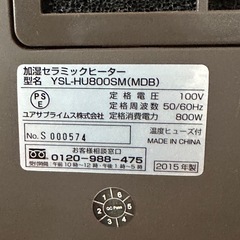 加湿セラミックヒーター
型名 YSL-HU800SM(MDB)
PSE
定格電圧 100V
定格周波数 50/60Hz
定格消費電力 800W
ユアサプライムス株式会社
温度ヒューズ付
No. S 000574
MADE IN CHINA
お客様相談窓口
0120-988-475
2015年製